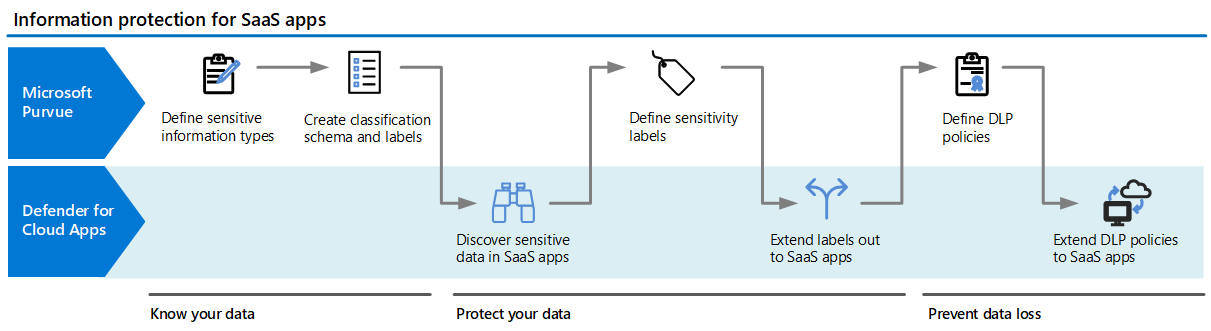 Information protection for SaaS apps
Microsoft
Purvue
Define sensitive
information types
Create classification
schema and labels
Define sensitivity
labels
Define DLP
policies
Defender for
Cloud Apps
Discover sensitive
data in SaaS apps
Extend labels out
to SaaS apps
Extend DLP policies
to SaaS apps
Know your data
Protect your data
Prevent data loss